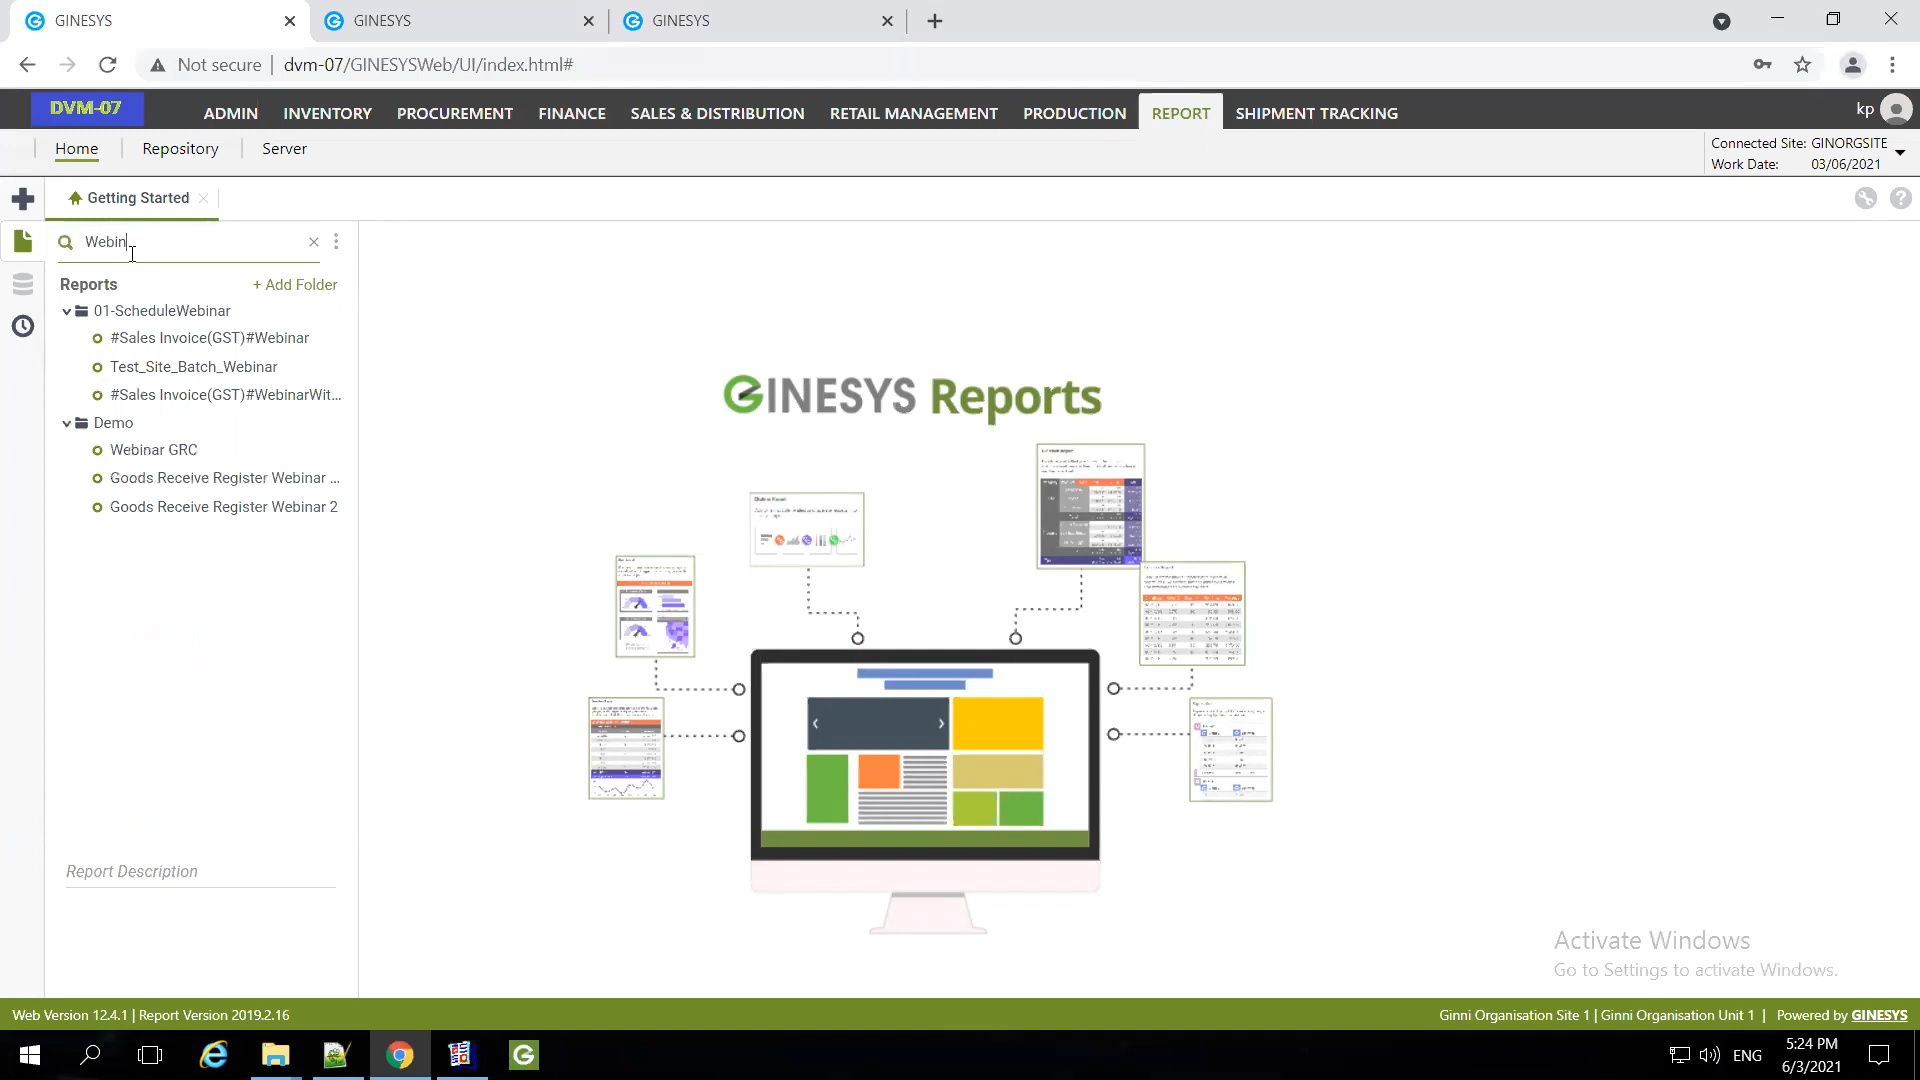 GINESYS
GINESYS
GINESYS
Not secure
dvm-07/GINESYSWeb/UI/index.html#
DVM-07
ADMIN
INVENTORY
PROCUREMENT
FINANCE
SALES & DISTRIBUTION
RETAIL MANAGEMENT
PRODUCTION
REPORT
SHIPMENT TRACKING
kp
Home
Repository
Server
Connected Site: GINORGSITE
Work Date: 03/06/2021
Getting Started
Webin
Reports
+ Add Folder
01-ScheduleWebinar
#Sales Invoice(GST)#Webinar
Test_Site_Batch_Webinar
#Sales Invoice(GST)#WebinarWit...
Demo
Webinar GRC
Goods Receive Register Webinar ...
Goods Receive Register Webinar 2
GINESYS Reports
Report Description
Activate Windows
Go to Settings to activate Windows.
Web Version 12.4.1 | Report Version 2019.2.16
Ginni Organisation Site 1 | Ginni Organisation Unit 1 | Powered by GINESYS
ENG
5:24 PM
6/3/2021